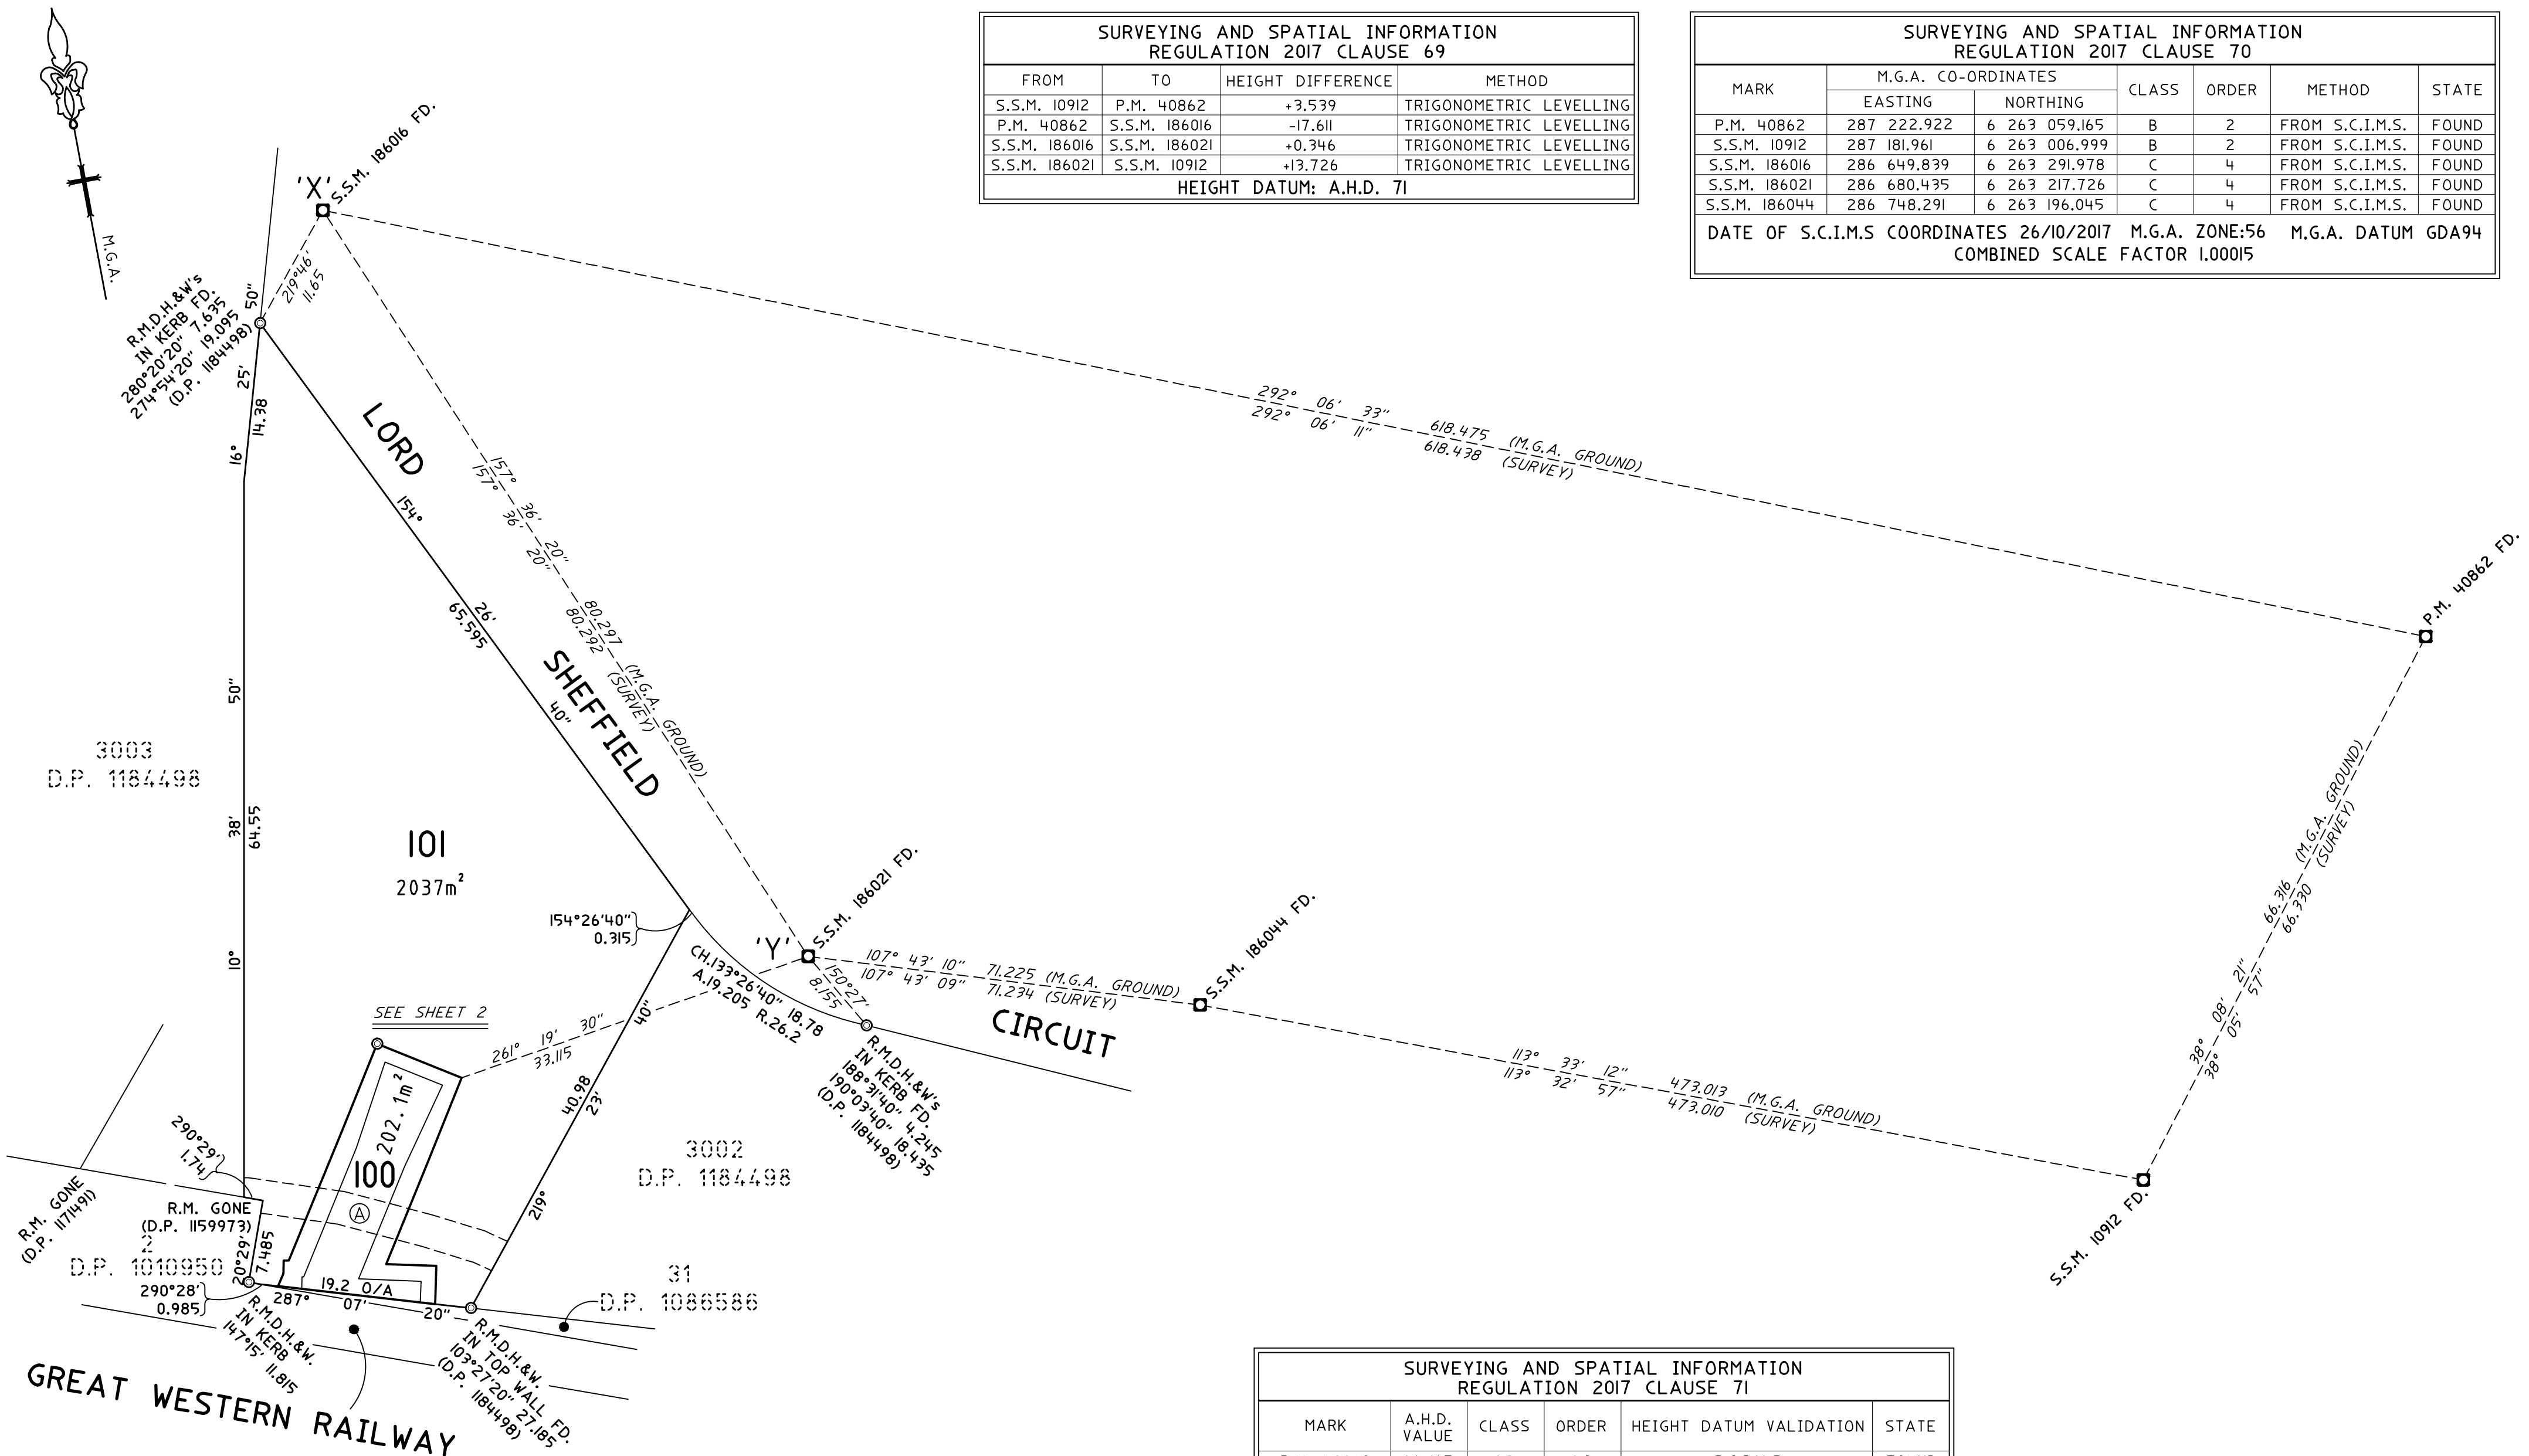 SURVEYING AND SPATIAL INFORMATION
REGULATION 2017 CLAUSE 69
FROM TO HEIGHT DIFFERENCE METHOD
S.S.M. 10912 P.M. 40862 +3.539 TRIGONOMETRIC LEVELLING
P.M. 40862 S.S.M. 186016 -17.611 TRIGONOMETRIC LEVELLING
S.S.M. 186016 S.S.M. 186021 +0.346 TRIGONOMETRIC LEVELLING
S.S.M. 186021 S.S.M. 10912 +13.726 TRIGONOMETRIC LEVELLING
HEIGHT DATUM: A.H.D. 71
SURVEYING AND SPATIAL INFORMATION
REGULATION 2017 CLAUSE 70
MARK M.G.A. CO-ORDINATES CLASS ORDER METHOD STATE
EASTING NORTHING
P.M. 40862 287 222.922 6 263 059.165 B 2 FROM S.C.I.M.S. FOUND
S.S.M. 10912 287 181.961 6 263 006.999 B 2 FROM S.C.I.M.S. FOUND
S.S.M. 186016 286 649.839 6 263 291.978 C 4 FROM S.C.I.M.S. FOUND
S.S.M. 186021 286 680.435 6 263 217.726 C 4 FROM S.C.I.M.S. FOUND
S.S.M. 186044 286 748.291 6 263 196.045 C 4 FROM S.C.I.M.S. FOUND
DATE OF S.C.I.M.S COORDINATES 26/10/2017 M.G.A. ZONE:56 M.G.A. DATUM GDA94
COMBINED SCALE FACTOR 1.00015
M.G.A.
'X'
S.S.M. 186016 FD.
219°46'
11.65
R.M.D.H.&W's
IN KERB FD.
280°20'20" 7.635
274°54'20" 19.095
(D.P. 1184498)
16° 25' 50"
14.38
LORD SHEFFIELD CIRCUIT
154° 26' 40"
65.595
157° 36' 20" 80.297 (M.G.A. GROUND)
157° 36' 20" 80.292 (SURVEY)
292° 06' 33" 618.475 (M.G.A. GROUND)
292° 06' 11" 618.438 (SURVEY)
P.M. 40862 FD.
38° 08' 21" 66.316 (M.G.A. GROUND)
38° 05' 57" 66.330 (SURVEY)
3003
D.P. 1184498
10° 38' 50"
64.55
101
2037m²
154°26'40"
0.315
'Y'
S.S.M. 186021 FD.
CH.133°26'40" 18.78
A.19.205 R.26.2
150°27'
8.155
107° 43' 10" 71.225 (M.G.A. GROUND)
107° 43' 09" 71.234 (SURVEY)
S.S.M. 186044 FD.
113° 33' 12" 473.013 (M.G.A. GROUND)
113° 32' 57" 473.010 (SURVEY)
S.S.M. 10912 FD.
R.M.D.H.&W's
IN KERB FD.
188°31'40" 4.245
190°03'40" 18.435
(D.P. 1184498)
SEE SHEET 2
261° 19' 30"
33.115
219° 23' 40"
40.98
202.1m²
100
A
3002
D.P. 1184498
290°29'
1.74
R.M. GONE
(D.P. 1171491)
R.M. GONE
(D.P. 1159973)
2
D.P. 1010950
20°29'
7.485
290°28'
0.985
19.2 O/A
287° 07' 20"
31
D.P. 1086586
R.M.D.H.&W.
IN KERB
147°15' 11.815
R.M.D.H.&W.
IN TOP WALL FD.
103°27'20" 27.185
(D.P. 1184498)
GREAT WESTERN RAILWAY
SURVEYING AND SPATIAL INFORMATION
REGULATION 2017 CLAUSE 71
MARK A.H.D. VALUE CLASS ORDER HEIGHT DATUM VALIDATION STATE